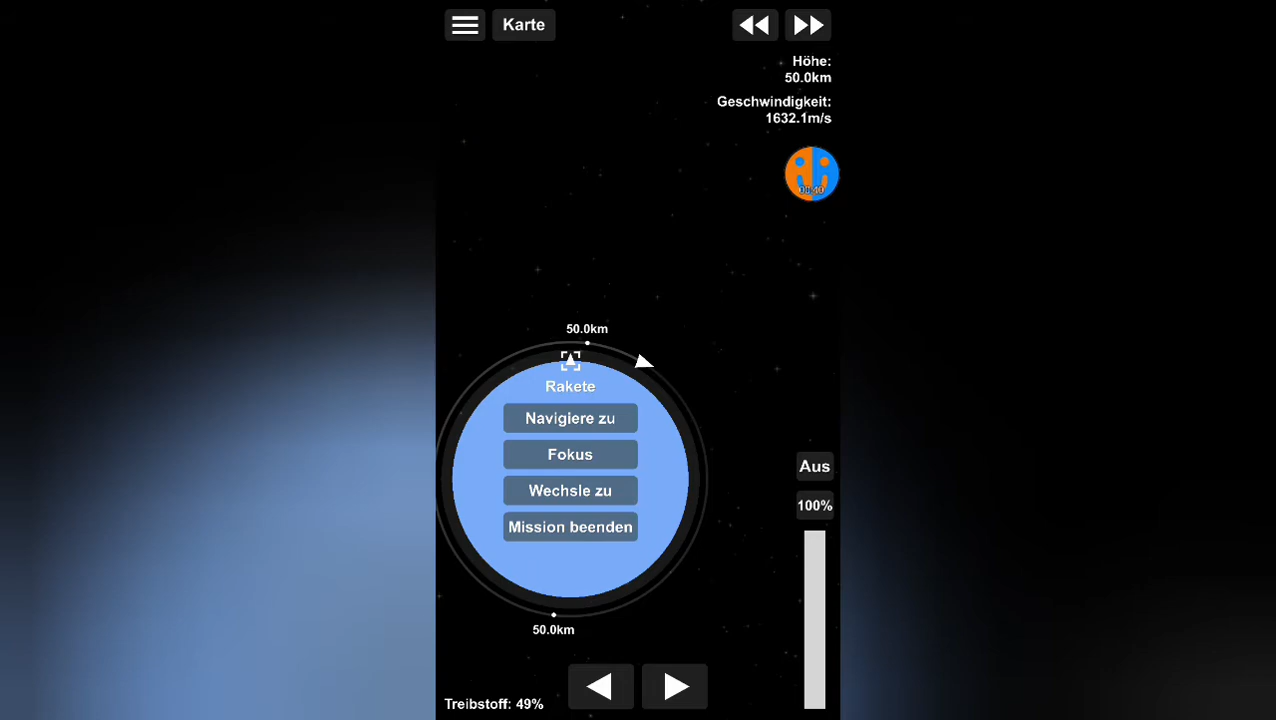 Karte
Höhe:
50.0km
Geschwindigkeit:
1632.1m/s
50.0km
Rakete
Navigiere zu
Fokus
Wechsle zu
Mission beenden
Aus
100%
50.0km
Treibstoff: 49%